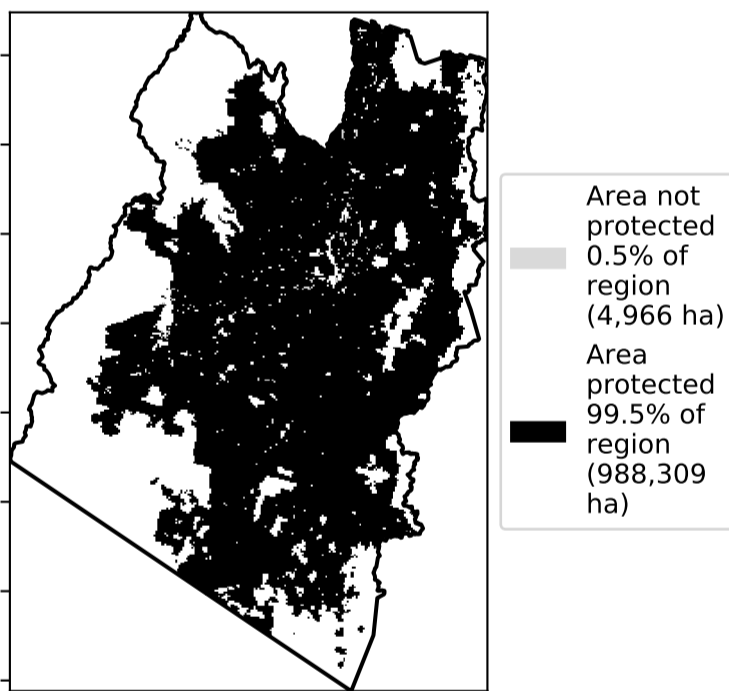 Area not
protected
0.5% of
region
(4,966 ha)
Area
protected
99.5% of
region
(988,309
ha)